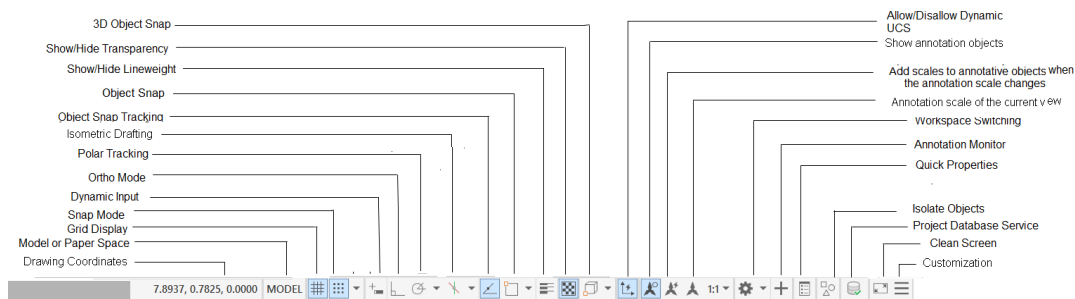 3D Object Snap
Show/Hide Transparency
Show/Hide Lineweight
Object Snap
Object Snap Tracking
Isometric Drafting
Polar Tracking
Ortho Mode
Dynamic Input
Snap Mode
Grid Display
Model or Paper Space
Drawing Coordinates
Allow/Disallow Dynamic
UCS
Show annotation objects
Add scales to annotative objects when
the annotation scale changes
Annotation scale of the current v ew
Workspace Switching
Annotation Monitor
Quick Properties
Isolate Objects
Project Database Service
Clean Screen
Customization
7.8937, 0.7825, 0.0000 MODEL 1:1